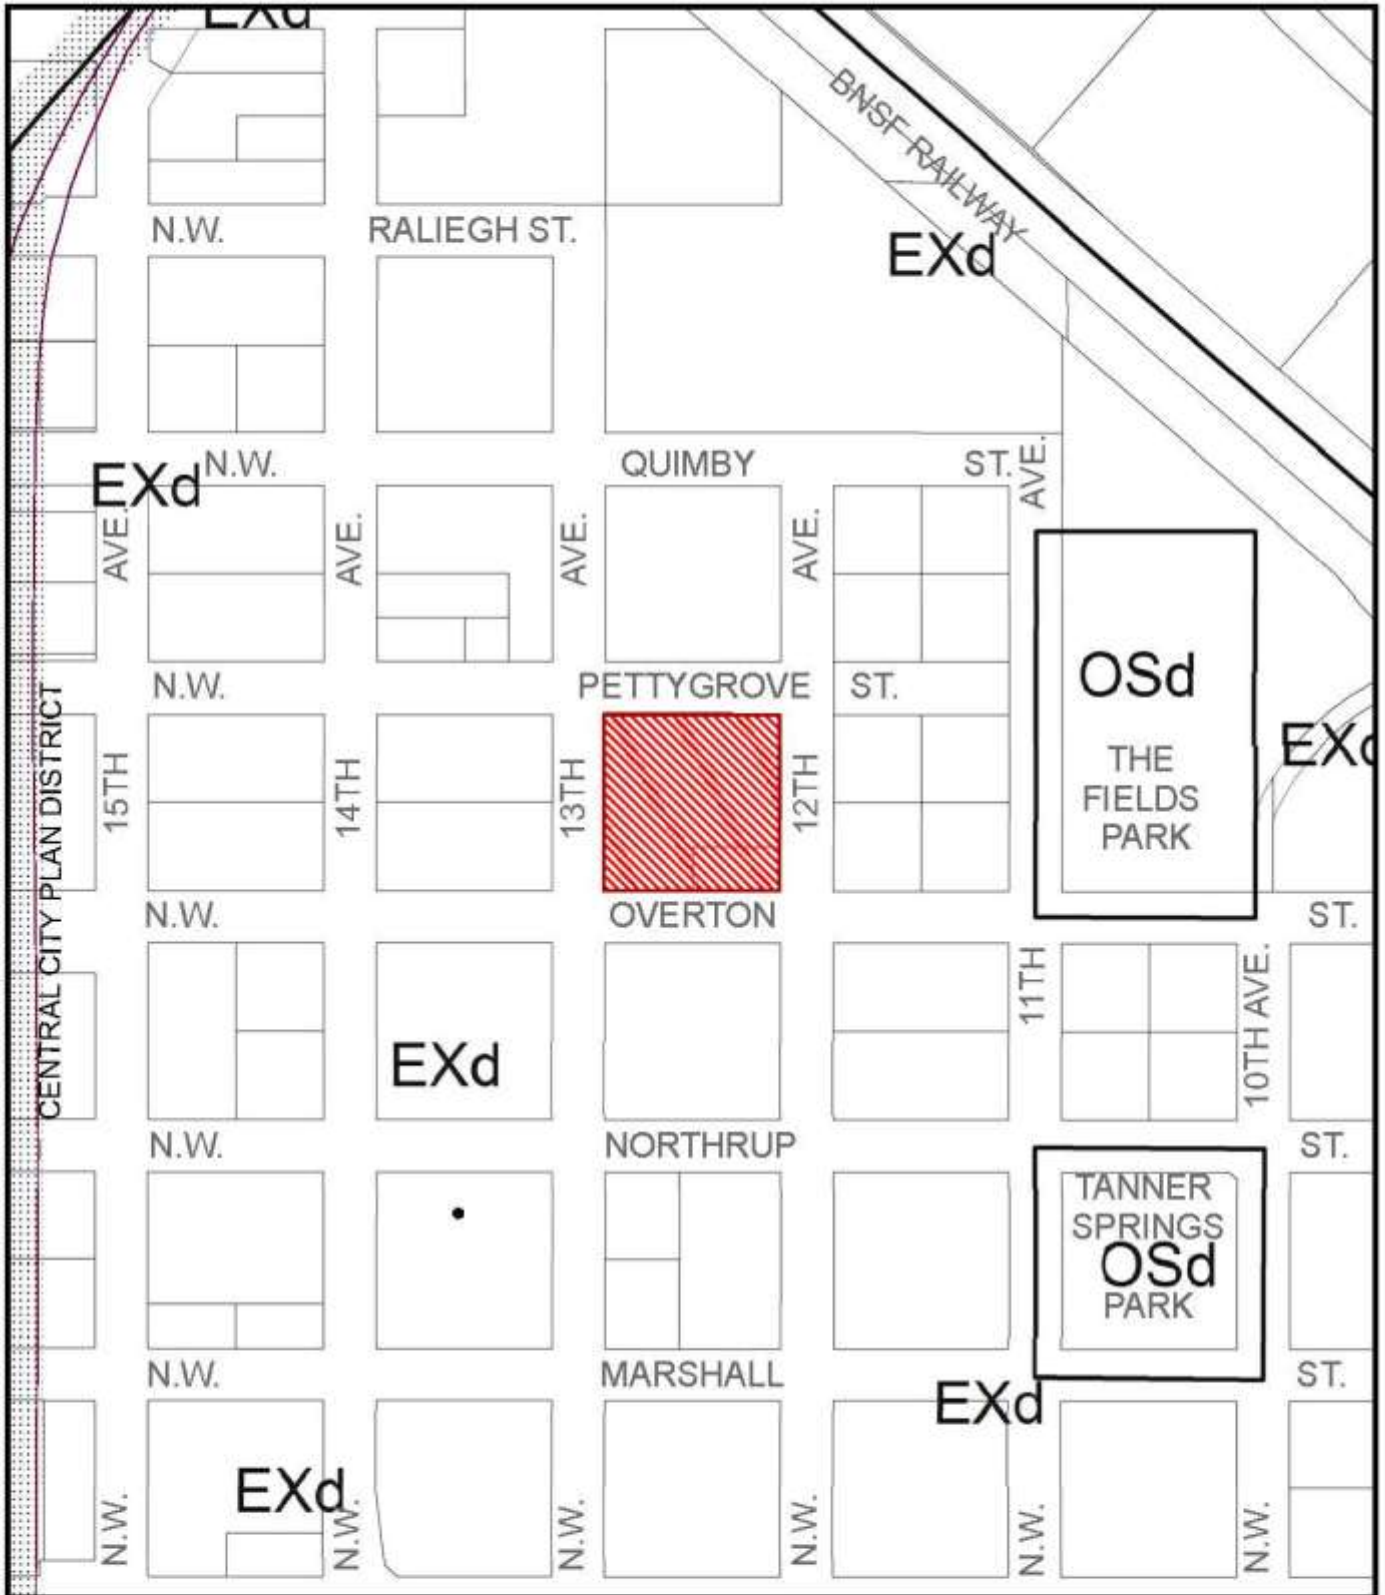 EXd
BNSF RAILWAY
N.W. RALIEGH ST.
EXd
N.W. QUIMBY ST.
EXd
AVE.
AVE.
AVE.
AVE.
AVE.
N.W. PETTYGROVE ST.
OSd
THE
FIELDS
PARK
EXd
CENTRAL CITY PLAN DISTRICT
15TH
14TH
13TH
12TH
N.W. OVERTON ST.
11TH
10TH AVE.
EXd
N.W. NORTHRUP ST.
TANNER
SPRINGS
OSd
PARK
N.W. MARSHALL ST.
EXd
EXd
N.W.
N.W.
N.W.
N.W.
N.W.
N.W.